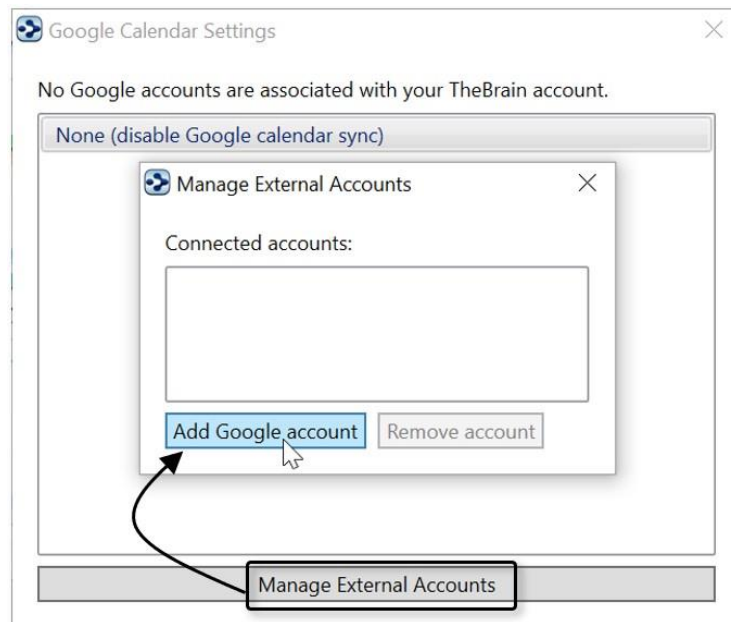 Google Calendar Settings
No Google accounts are associated with your TheBrain account.
None (disable Google calendar sync)
Manage External Accounts
Connected accounts:
Add Google account
Remove account
Manage External Accounts